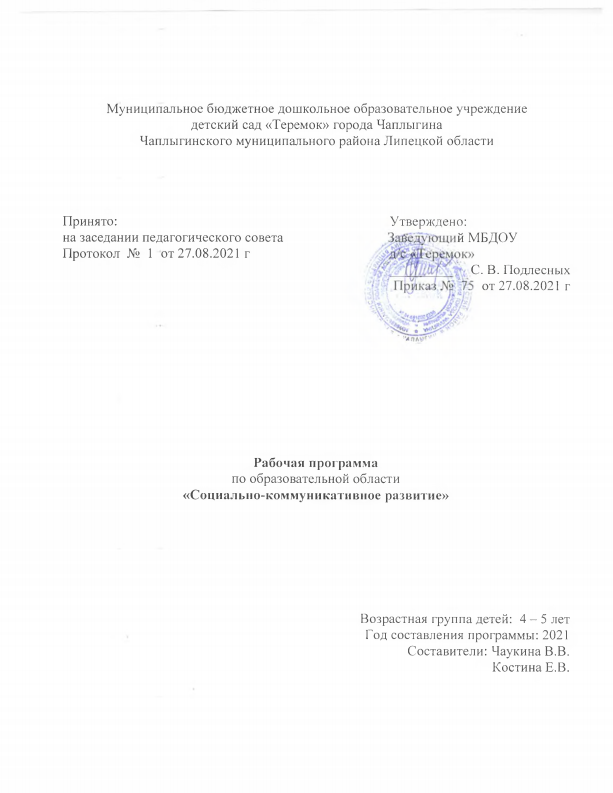 Муниципальное бюджетное дошкольное образовательное учреждение
детский сад «Теремок» города Чаплыгина
Чаплыгинского муниципального района Липецкой области
Принято:
на заседании педагогического совета
Протокол № 1 от 27.08.2021 г
Утверждено:
Заведующий МБДОУ
д/с «Теремок»
С. В. Подлесных
Приказ № 75 от 27.08.2021 г
Рабочая программа
по образовательной области
«Социально-коммуникативное развитие»
Возрастная группа детей: 4 – 5 лет
Год составления программы: 2021
Составители: Чаукина В.В.
Костина Е.В.